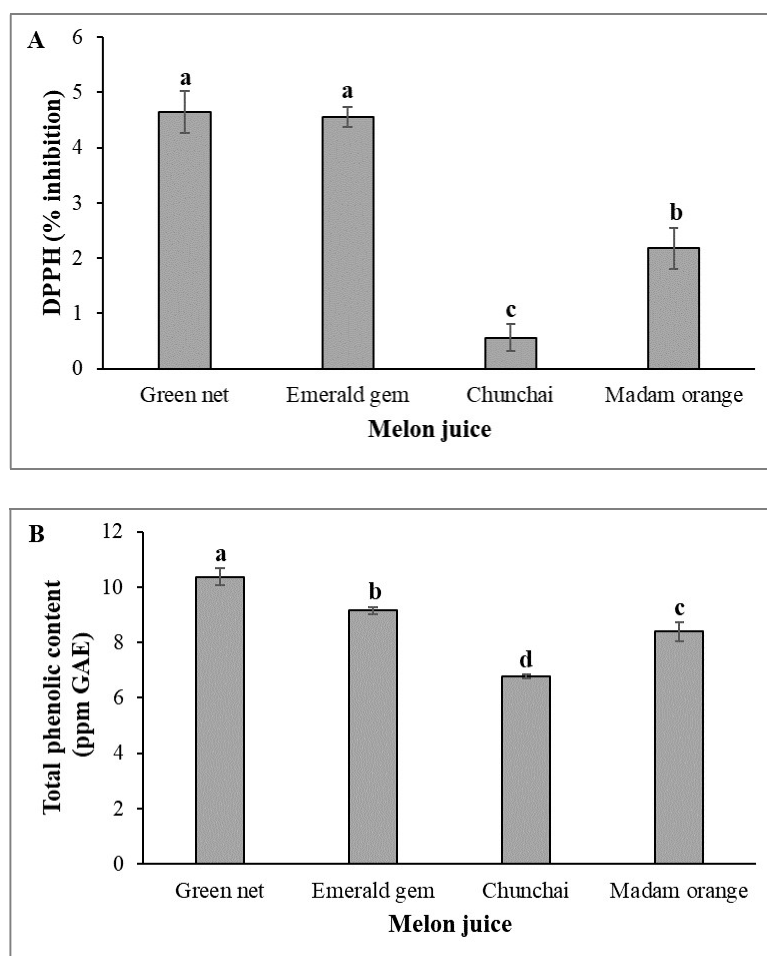 A
DPPH (% inhibition)
6
5
4
3
2
1
0
a
a
c
b
Green net
Emerald gem
Chunchai
Madam orange
Melon juice
B
Total phenolic content
(ppm GAE)
12
10
8
6
4
2
0
a
b
d
c
Green net
Emerald gem
Chunchai
Madam orange
Melon juice